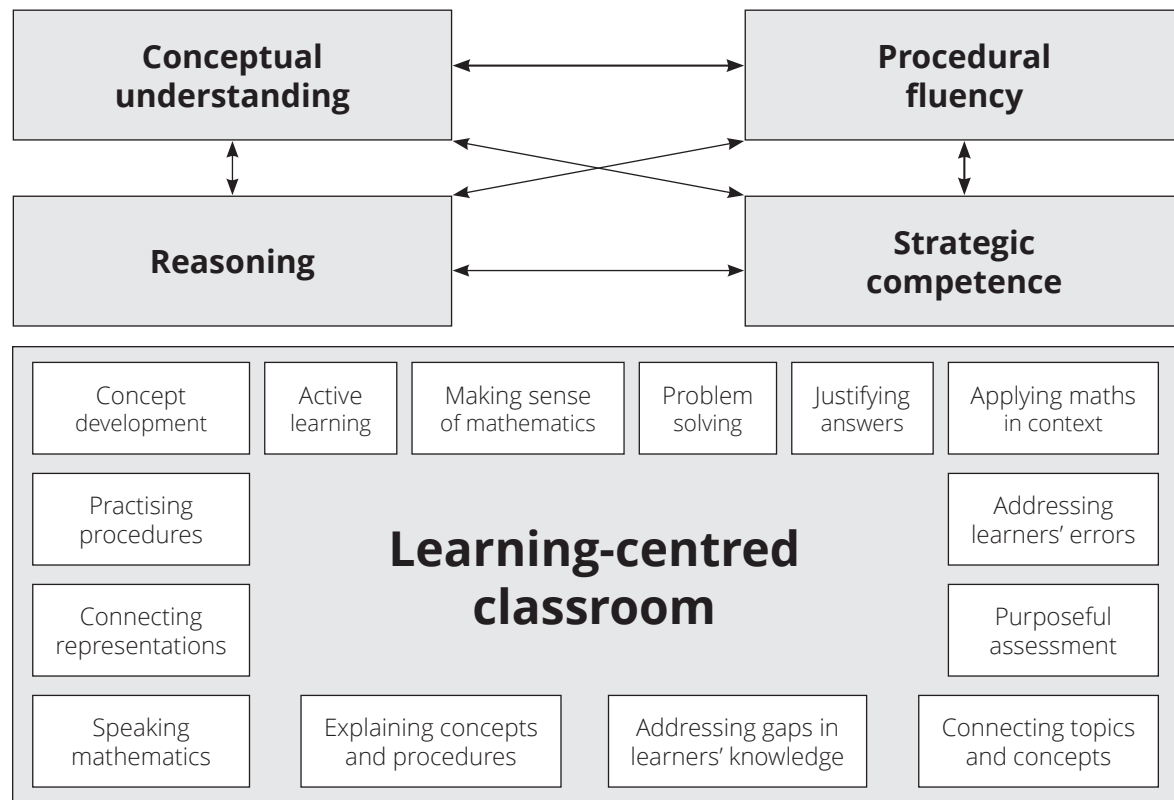 Conceptual
understanding
Procedural
fluency
Reasoning
Strategic
competence
Concept
development
Active
learning
Making sense
of mathematics
Problem
solving
Justifying
answers
Applying maths
in context
Practising
procedures
Learning-centred
classroom
Addressing
learners’ errors
Connecting
representations
Purposeful
assessment
Speaking
mathematics
Explaining concepts
and procedures
Addressing gaps in
learners’ knowledge
Connecting topics
and concepts